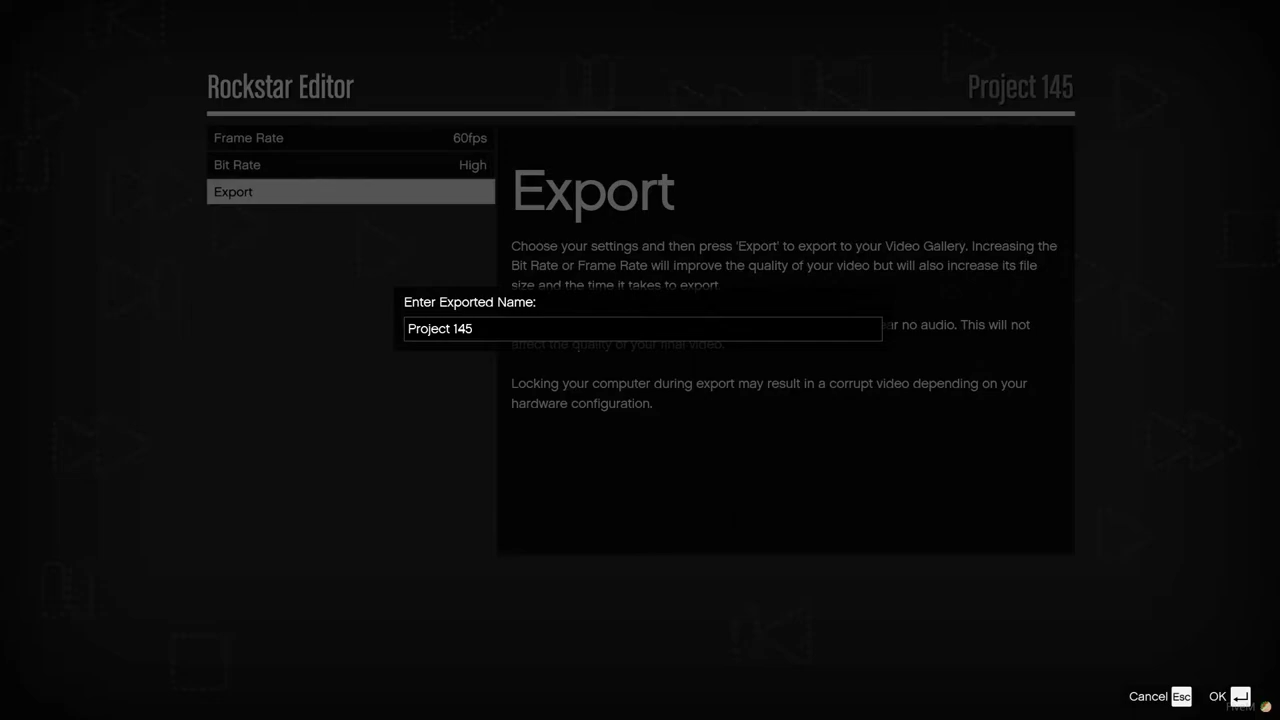 Rockstar Editor
Project 145
Frame Rate 60fps
Bit Rate High
Export
Export
Choose your settings and then press 'Export' to export to your Video Gallery. Increasing the
Bit Rate or Frame Rate will improve the quality of your video but will also increase its file
size and the time it takes to export.
Enter Exported Name:
Project 145
no audio. This will not
affect the quality of your final video.
Locking your computer during export may result in a corrupt video depending on your
hardware configuration.
Cancel Esc OK
FiveM